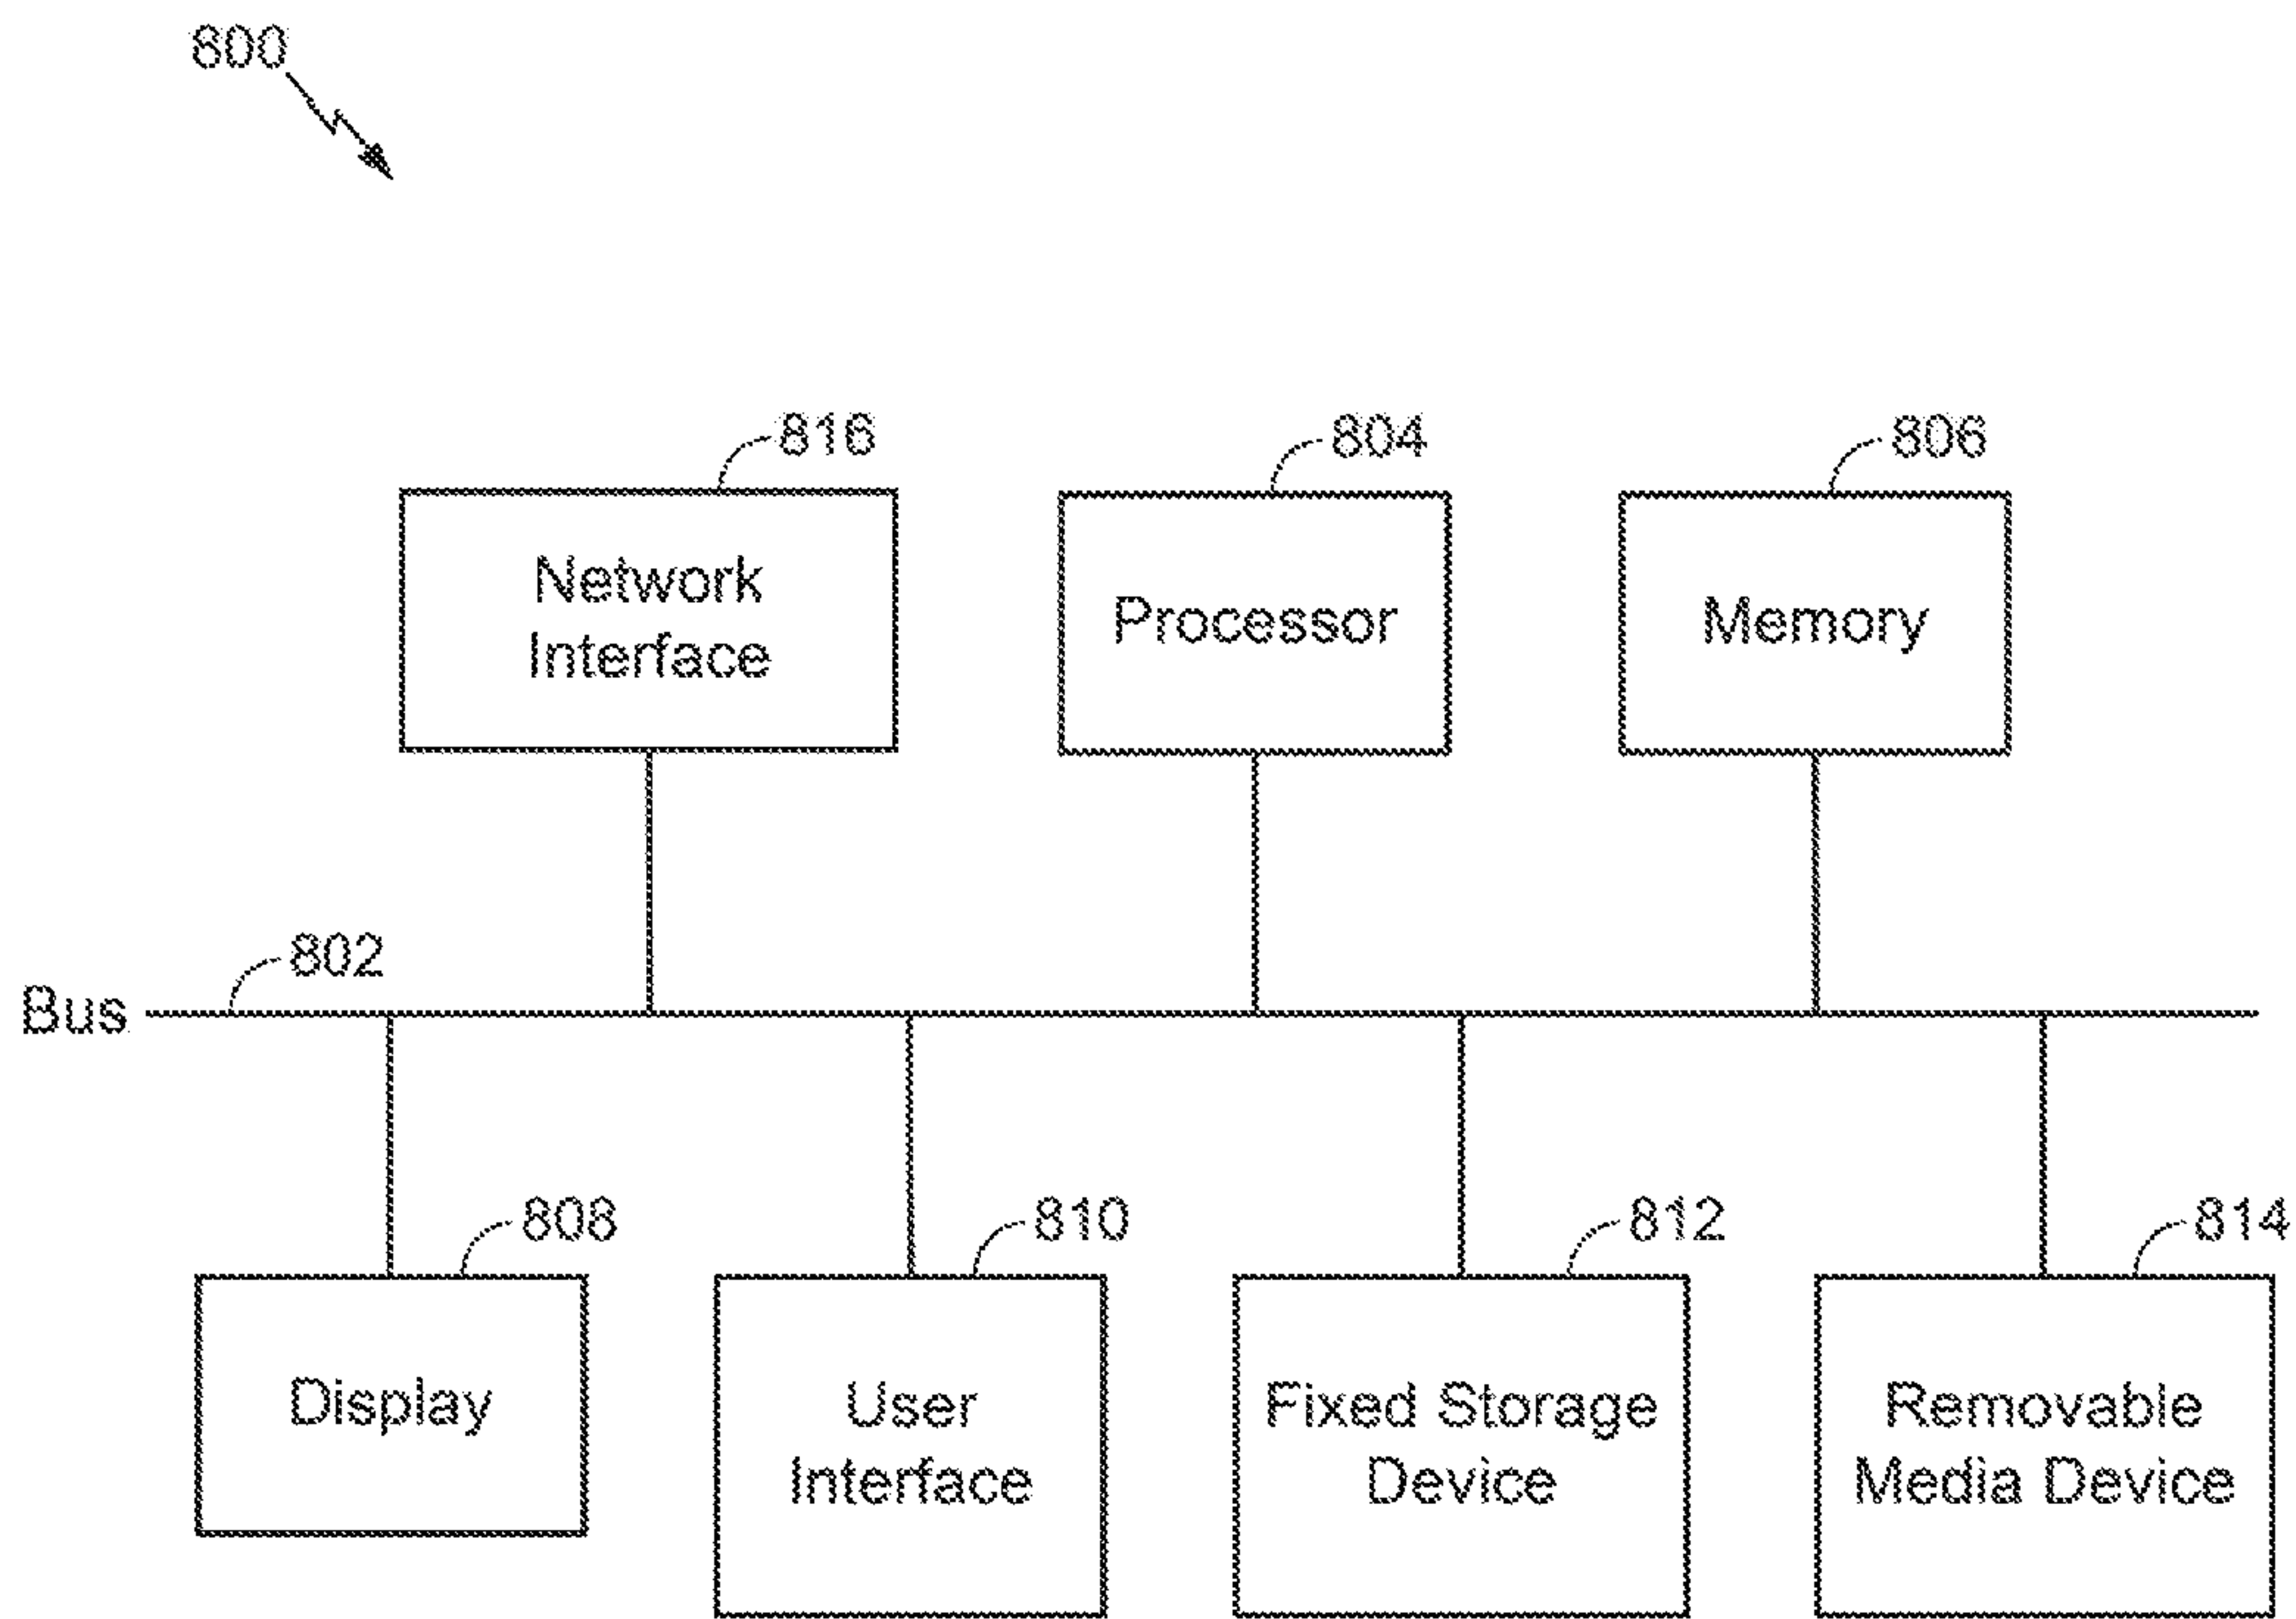 800
816
804
806
Network
Interface
Processor
Memory
802
Bus
808
810
812
814
Display
User
Interface
Fixed Storage
Device
Removable
Media Device